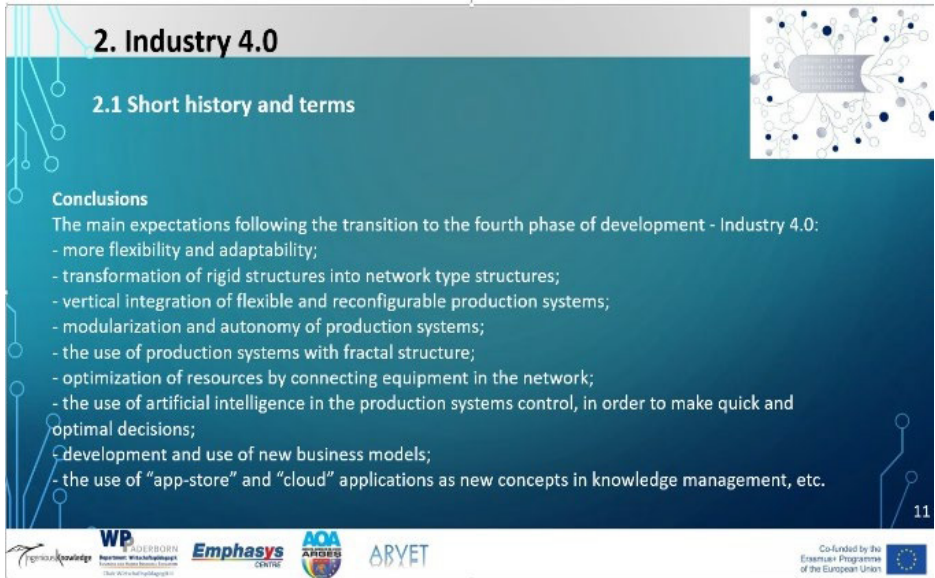 2. Industry 4.0
2.1 Short history and terms
Conclusions
The main expectations following the transition to the fourth phase of development - Industry 4.0:
- more flexibility and adaptability;
- transformation of rigid structures into network type structures;
- vertical integration of flexible and reconfigurable production systems;
- modularization and autonomy of production systems;
- the use of production systems with fractal structure;
- optimization of resources by connecting equipment in the network;
- the use of artificial intelligence in the production systems control, in order to make quick and
optimal decisions;
- development and use of new business models;
- the use of “app-store” and “cloud” applications as new concepts in knowledge management, etc.
11
ingeniousknowledge
WP
ADERBORN
Department Wirtschaftspädagogik
Emphasys
CENTRE
AOA
ARGES
ARVET
Co-funded by the
Erasmus+ Programme
of the European Union